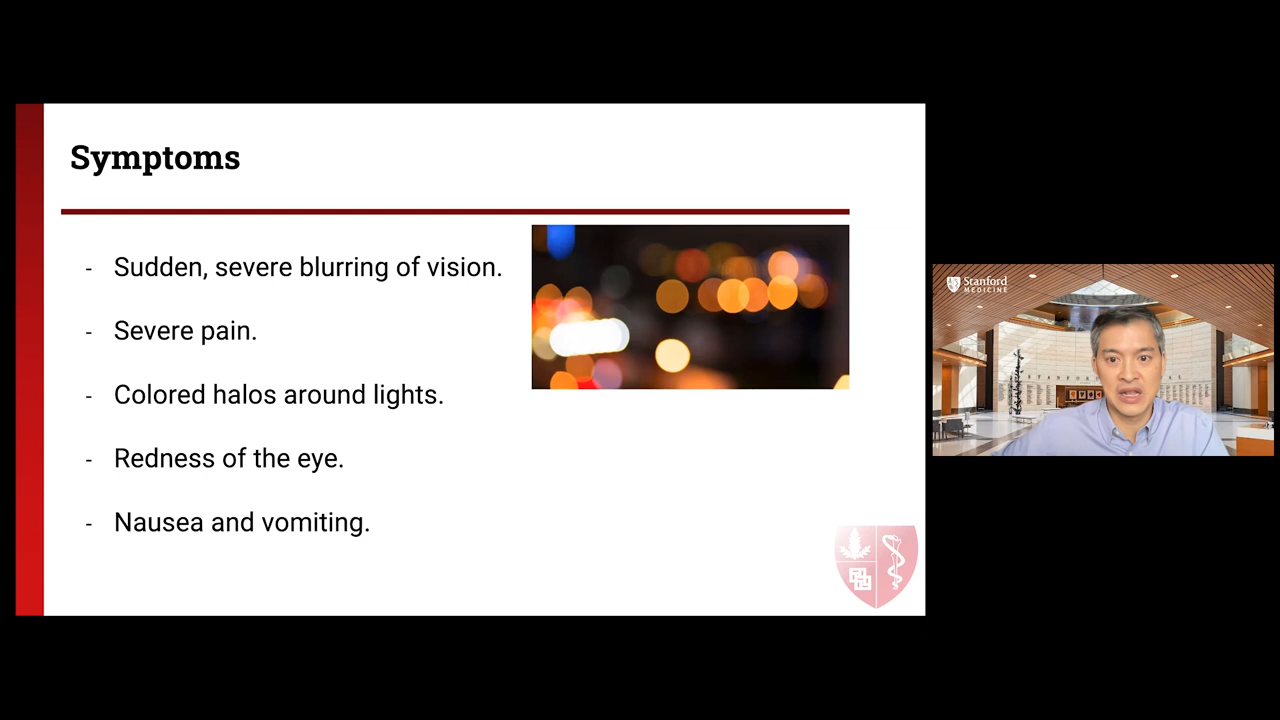 Symptoms
- Sudden, severe blurring of vision.
- Severe pain.
- Colored halos around lights.
- Redness of the eye.
- Nausea and vomiting.
Stanford
MEDICINE